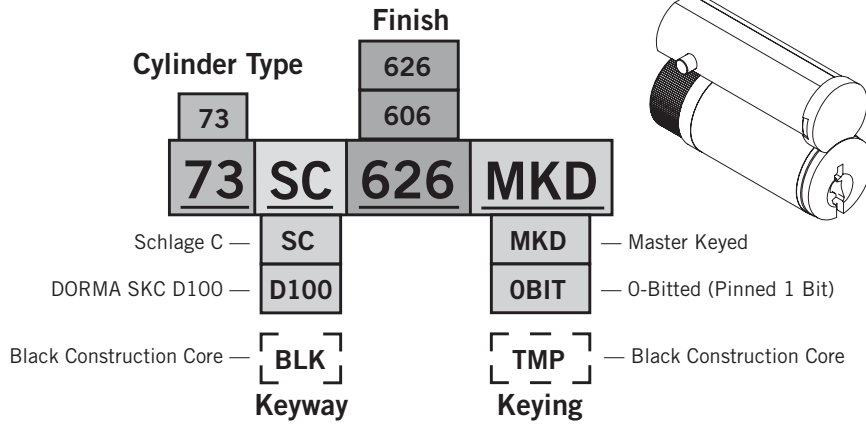 Finish
Cylinder Type
626
73
606
73 SC 626 MKD
Schlage C — SC MKD — Master Keyed
DORMA SKC D100 — D100 0BIT — 0-Bitted (Pinned 1 Bit)
Black Construction Core — BLK TMP — Black Construction Core
Keyway Keying